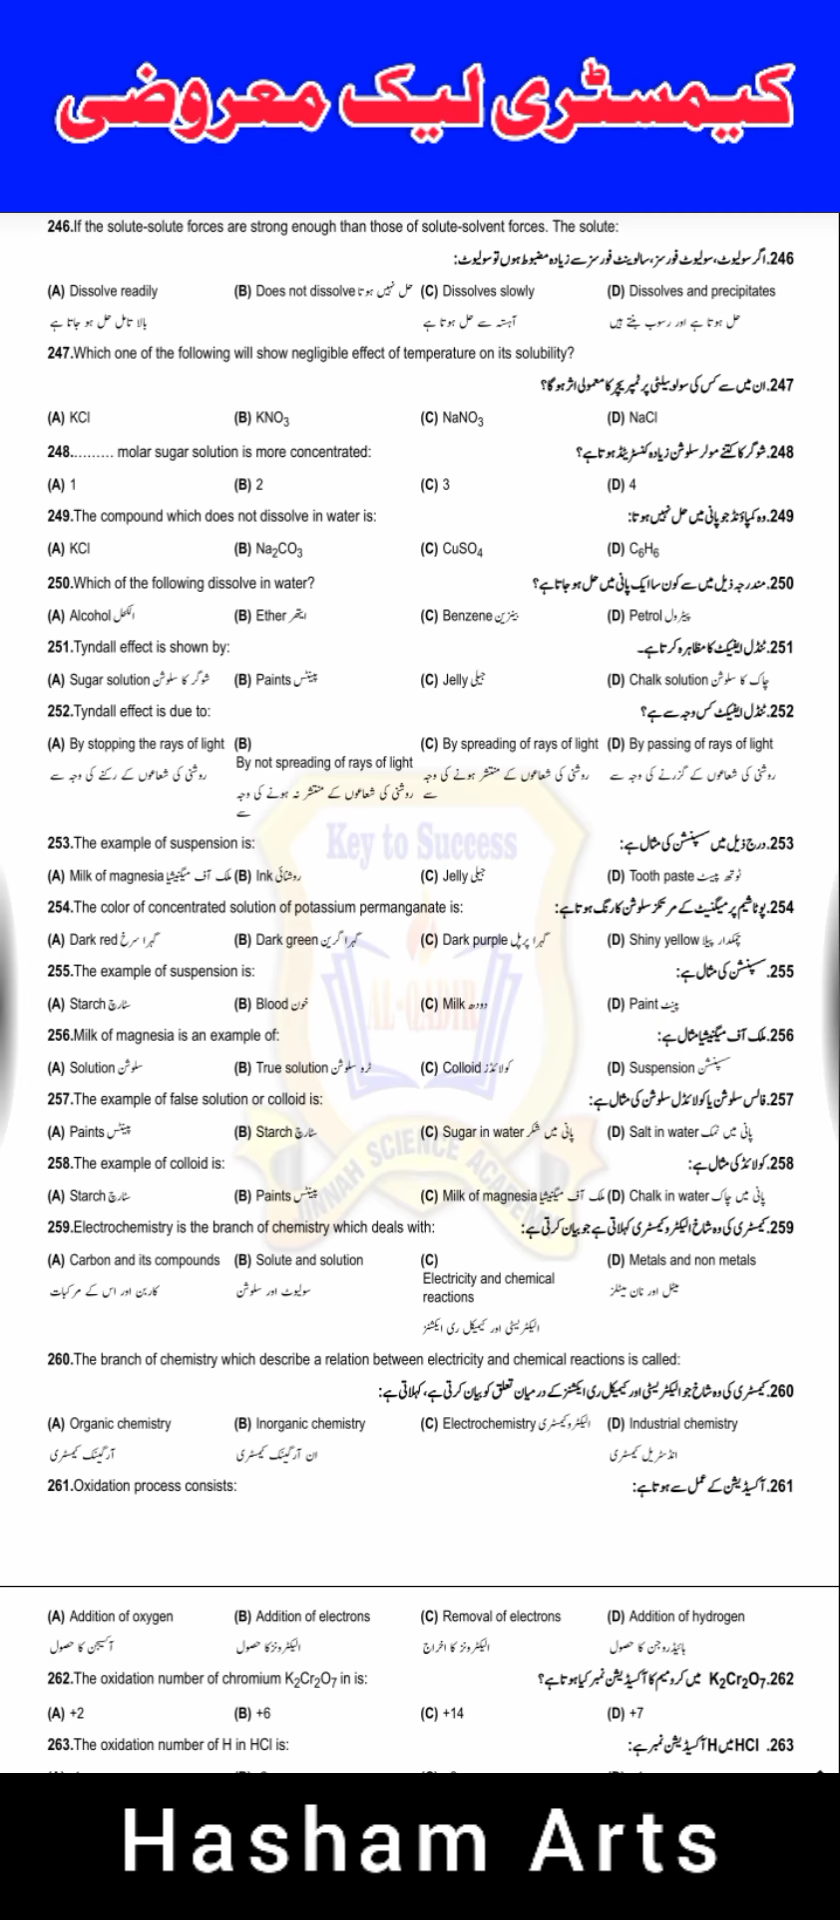 کیمسٹری لیک معروضی
246.If the solute-solute forces are strong enough than those of solute-solvent forces. The solute:
246. اگر سولیوٹ، سولیوٹ فورسز، سالوینٹ فورسز سے زیادہ مضبوط ہوں تو سولیوٹ:
(A) Dissolve readily (B) Does not dissolve حل نہیں ہوتا (C) Dissolves slowly (D) Dissolves and precipitates
بالا تامل حل ہو جاتا ہے آہستہ سے حل ہوتا ہے حل ہوتا ہے اور رسوب بنتے ہیں
247.Which one of the following will show negligible effect of temperature on its solubility?
247. ان میں سے کس کی سولوبیلٹی پر ٹمپریچر کا معمولی اثر ہوگا؟
(A) KCl (B) KNO3 (C) NaNO3 (D) NaCl
248.......... molar sugar solution is more concentrated: 248. شوگر کا کتنے مولر سلوشن زیادہ کنسنٹریٹڈ ہوتا ہے؟
(A) 1 (B) 2 (C) 3 (D) 4
249.The compound which does not dissolve in water is: 249. وہ کمپاؤنڈ جو پانی میں حل نہیں ہوتا:
(A) KCl (B) Na2CO3 (C) CuSO4 (D) C6H6
250.Which of the following dissolve in water? 250. مندرجہ ذیل میں سے کون سا ایک پانی میں حل ہو جاتا ہے؟
(A) Alcohol الکحل (B) Ether ایتھر (C) Benzene بینزین (D) Petrol پیٹرول
251.Tyndall effect is shown by: 251. ٹنڈل ایفیکٹ کا مظاہرہ کرتا ہے۔
(A) Sugar solution شوگر کا سلوشن (B) Paints پینٹس (C) Jelly جیلی (D) Chalk solution چاک کا سلوشن
252.Tyndall effect is due to: 252. ٹنڈل ایفیکٹ کس وجہ سے ہے؟
(A) By stopping the rays of light (B) (C) By spreading of rays of light (D) By passing of rays of light
By not spreading of rays of light
روشنی کی شعاعوں کے رکنے کی وجہ سے روشنی کی شعاعوں کے منتشر ہونے کی وجہ سے روشنی کی شعاعوں کے گزرنے کی وجہ سے
روشنی کی شعاعوں کے منتشر نہ ہونے کی وجہ سے
Key to Success
253.The example of suspension is: 253. درج ذیل میں سسپنشن کی مثال ہے:
(A) Milk of magnesia ملک آف میگنیشیا (B) Ink روشنائی (C) Jelly جیلی (D) Tooth paste ٹوتھ پیسٹ
254.The color of concentrated solution of potassium permanganate is: 254. پوٹاشیم پر میگنیٹ کے مرتکز سلوشن کا رنگ ہوتا ہے:
(A) Dark red گہرا سرخ (B) Dark green گہرا گرین (C) Dark purple گہرا پرپل (D) Shiny yellow چمکدار پیلا
255.The example of suspension is: 255. سسپنشن کی مثال ہے:
(A) Starch سٹارچ (B) Blood خون (C) Milk دودھ (D) Paint پینٹ
AL-QADIR
256.Milk of magnesia is an example of: 256. ملک آف میگنیشیا مثال ہے:
(A) Solution سلوشن (B) True solution ٹرو سلوشن (C) Colloid کولائڈز (D) Suspension سسپنشن
257.The example of false solution or colloid is: 257. فالس سلوشن یا کولائڈل سلوشن کی مثال ہے:
(A) Paints پینٹس (B) Starch سٹارچ (C) Sugar in water پانی میں شکر (D) Salt in water پانی میں نمک
JINNAH SCIENCE ACADEMY
258.The example of colloid is: 258. کولائڈ کی مثال ہے:
(A) Starch سٹارچ (B) Paints پینٹس (C) Milk of magnesia ملک آف میگنیشیا (D) Chalk in water پانی میں چاک
259.Electrochemistry is the branch of chemistry which deals with: 259. کیمسٹری کی وہ شاخ الیکٹروکیمسٹری کہلاتی ہے جو بیان کرتی ہے:
(A) Carbon and its compounds (B) Solute and solution (C) (D) Metals and non metals
Electricity and chemical
reactions
کاربن اور اس کے مرکبات سولیوٹ اور سلوشن میٹل اور نان میٹلز
الیکٹریسٹی اور کیمیکل ری ایکشنز
260.The branch of chemistry which describe a relation between electricity and chemical reactions is called:
260. کیمسٹری کی وہ شاخ جو الیکٹریسٹی اور کیمیکل ری ایکشنز کے درمیان تعلق کو بیان کرتی ہے، کہلاتی ہے:
(A) Organic chemistry (B) Inorganic chemistry (C) Electrochemistry الیکٹروکیمسٹری (D) Industrial chemistry
آرگینک کیمسٹری ان آرگینک کیمسٹری انڈسٹریل کیمسٹری
261.Oxidation process consists: 261. آکسیڈیشن کے عمل سے ہوتا ہے:
(A) Addition of oxygen (B) Addition of electrons (C) Removal of electrons (D) Addition of hydrogen
آکسیجن کا حصول الیکٹرونز کا حصول الیکٹرونز کا اخراج ہائیڈروجن کا حصول
262.The oxidation number of chromium K2Cr2O7 in is: 262. K2Cr2O7 میں کرومیم کا آکسیڈیشن نمبر کیا ہوتا ہے؟
(A) +2 (B) +6 (C) +14 (D) +7
263.The oxidation number of H in HCl is: 263. HCl میں H آکسیڈیشن نمبر ہے:
Hasham Arts